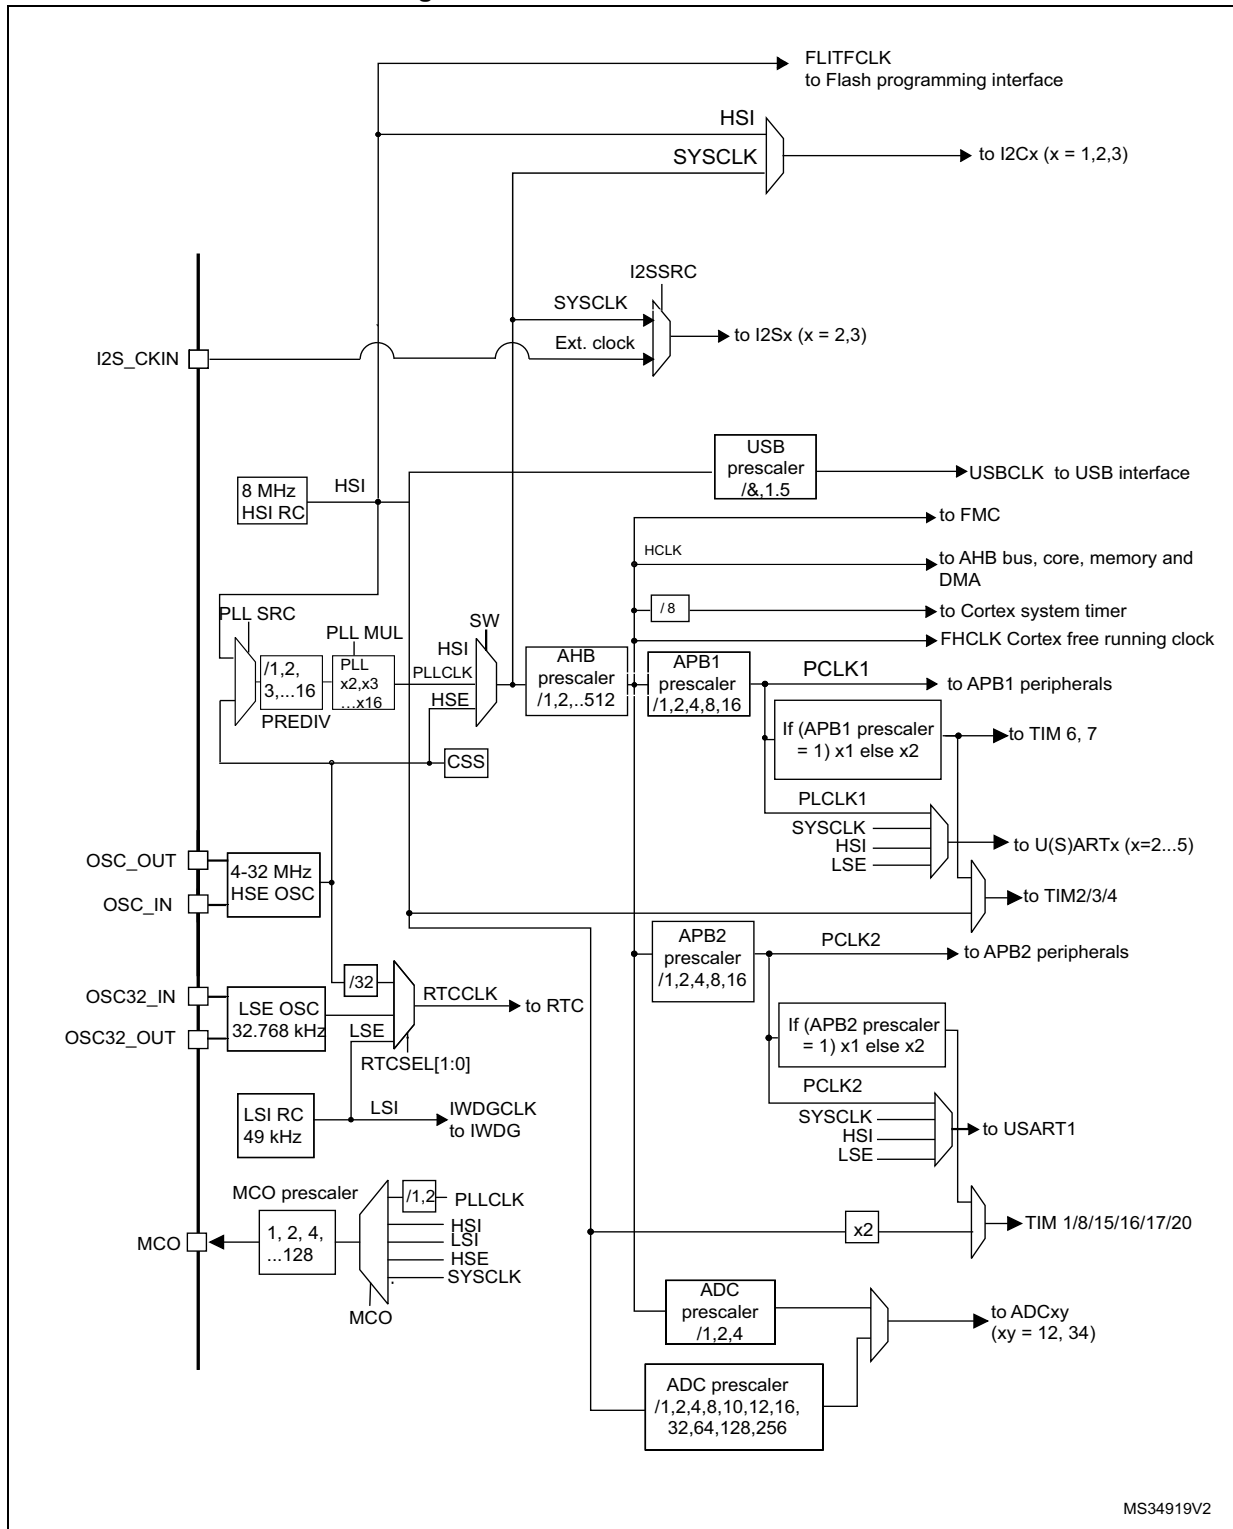 FLITFCLK
to Flash programming interface
HSI
SYSCLK
to I2Cx (x = 1,2,3)
I2SSRC
SYSCLK
to I2Sx (x = 2,3)
Ext. clock
I2S_CKIN
USB
prescaler
/&,1.5
USBCLK to USB interface
8 MHz
HSI RC
HSI
to FMC
HCLK
to AHB bus, core, memory and
DMA
/ 8
to Cortex system timer
FHCLK Cortex free running clock
PLL SRC
PLL MUL
SW
HSI
PLLCLK
HSE
/1,2,
3,...16
PREDIV
PLL
x2,x3
...x16
AHB
prescaler
/1,2,..512
APB1
prescaler
/1,2,4,8,16
PCLK1
to APB1 peripherals
If (APB1 prescaler
= 1) x1 else x2
to TIM 6, 7
CSS
PLCLK1
SYSCLK
HSI
LSE
to U(S)ARTx (x=2...5)
OSC_OUT
OSC_IN
4-32 MHz
HSE OSC
to TIM2/3/4
APB2
prescaler
/1,2,4,8,16
PCLK2
to APB2 peripherals
/32
OSC32_IN
OSC32_OUT
LSE OSC
32.768 kHz
LSE
RTCCLK
to RTC
RTCSEL[1:0]
If (APB2 prescaler
= 1) x1 else x2
PCLK2
SYSCLK
HSI
LSE
to USART1
LSI RC
49 kHz
LSI
IWDGCLK
to IWDG
MCO prescaler
/1,2
PLLCLK
HSI
LSI
HSE
SYSCLK
1, 2, 4,
...128
MCO
MCO
x2
TIM 1/8/15/16/17/20
ADC
prescaler
/1,2,4
to ADCxy
(xy = 12, 34)
ADC prescaler
/1,2,4,8,10,12,16,
32,64,128,256
MS34919V2